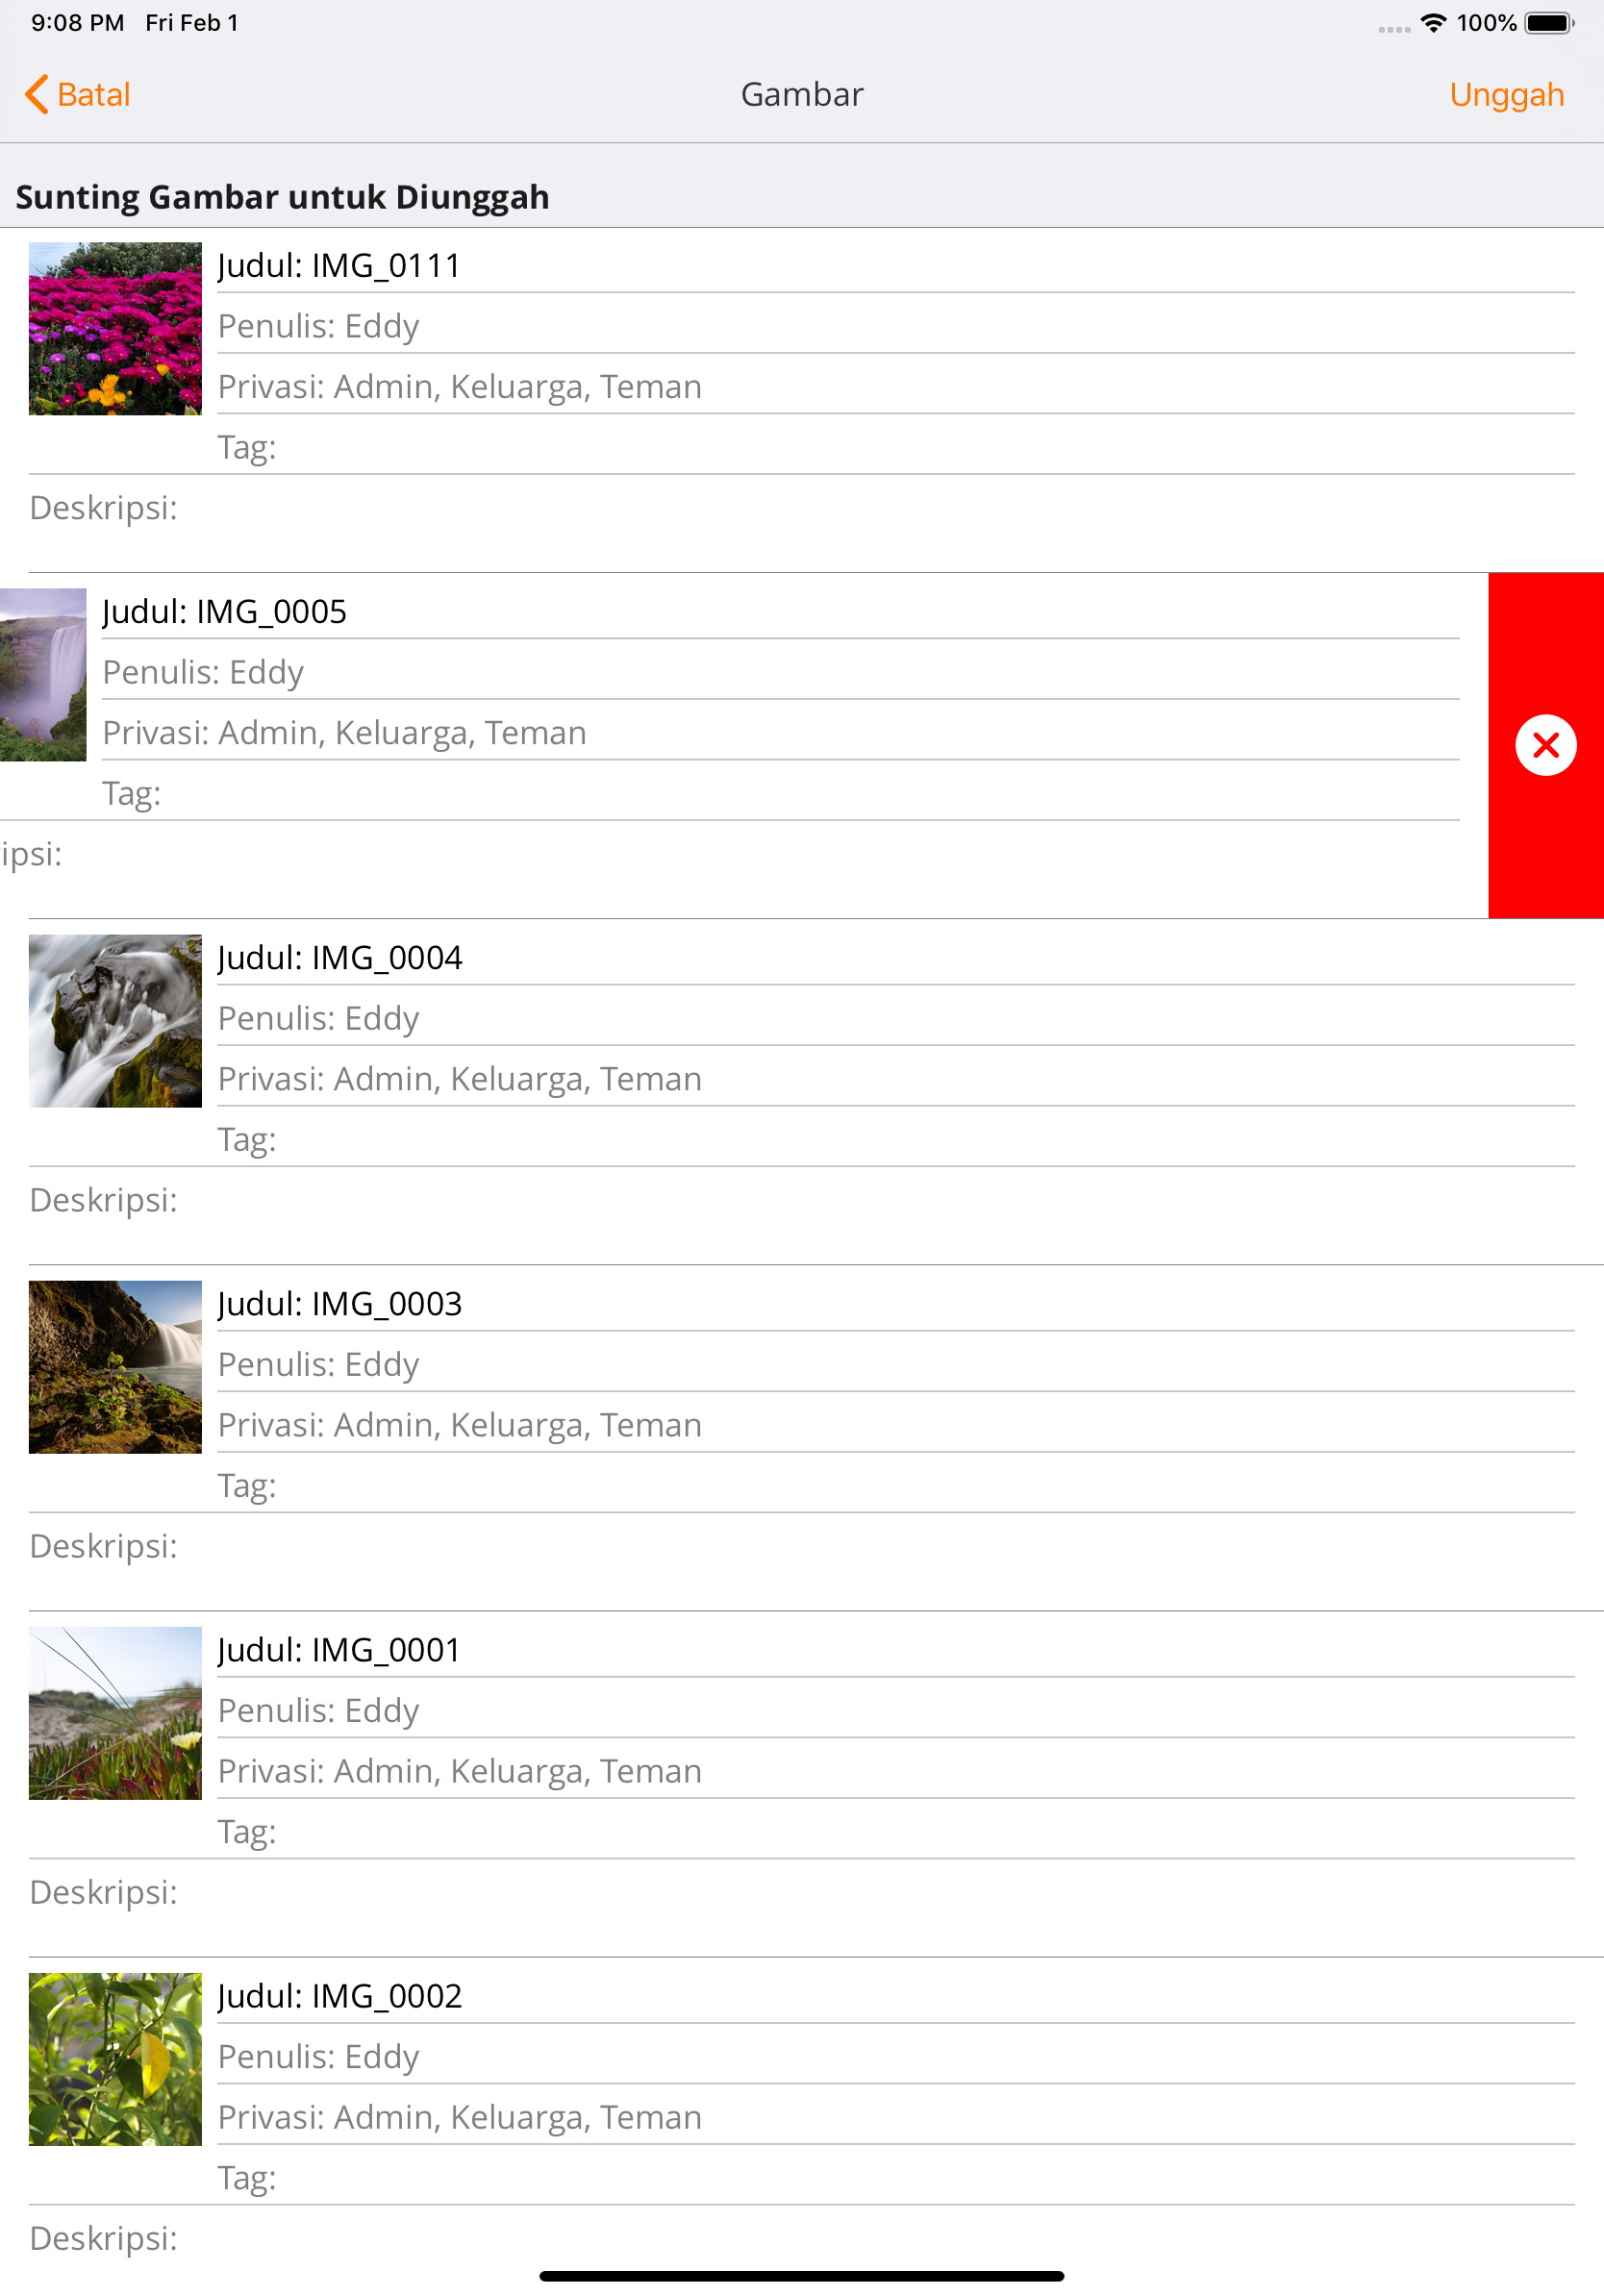 9:08 PM Fri Feb 1 100%
Batal Gambar Unggah
Sunting Gambar untuk Diunggah
Judul: IMG_0111
Penulis: Eddy
Privasi: Admin, Keluarga, Teman
Tag:
Deskripsi:
Judul: IMG_0005
Penulis: Eddy
Privasi: Admin, Keluarga, Teman
Tag:
ipsi:
Judul: IMG_0004
Penulis: Eddy
Privasi: Admin, Keluarga, Teman
Tag:
Deskripsi:
Judul: IMG_0003
Penulis: Eddy
Privasi: Admin, Keluarga, Teman
Tag:
Deskripsi:
Judul: IMG_0001
Penulis: Eddy
Privasi: Admin, Keluarga, Teman
Tag:
Deskripsi:
Judul: IMG_0002
Penulis: Eddy
Privasi: Admin, Keluarga, Teman
Tag:
Deskripsi: